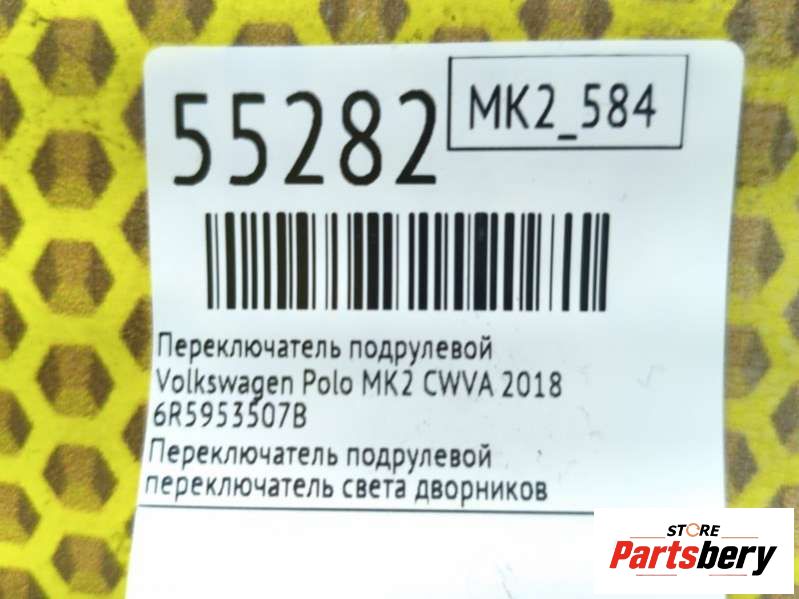 55282
MK2_584
Переключатель подрулевой
Volkswagen Polo MK2 CWVA 2018
6R5953507B
Переключатель подрулевой
переключатель света дворников
STORE
Partsbery